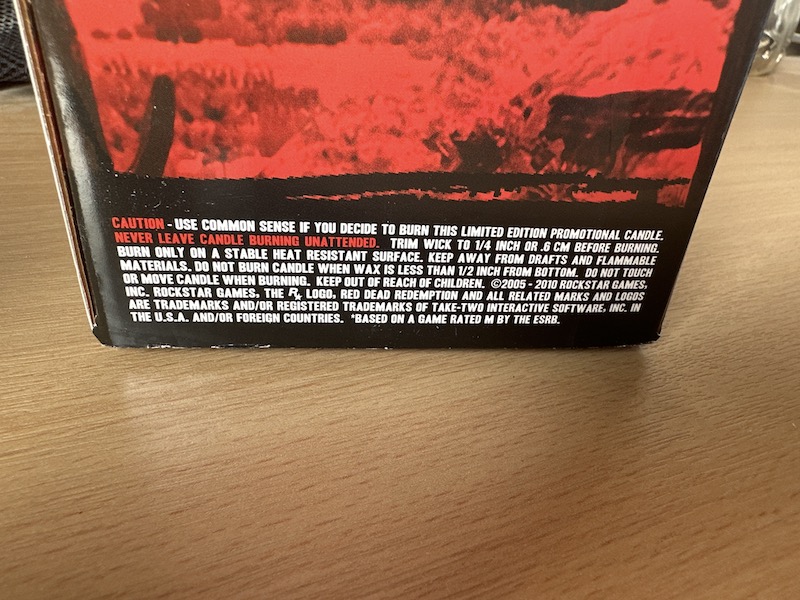 CAUTION - USE COMMON SENSE IF YOU DECIDE TO BURN THIS LIMITED EDITION PROMOTIONAL CANDLE.
NEVER LEAVE CANDLE BURNING UNATTENDED. TRIM WICK TO 1/4 INCH OR .6 CM BEFORE BURNING.
BURN ONLY ON A STABLE HEAT RESISTANT SURFACE. KEEP AWAY FROM DRAFTS AND FLAMMABLE
MATERIALS. DO NOT BURN CANDLE WHEN WAX IS LESS THAN 1/2 INCH FROM BOTTOM. DO NOT TOUCH
OR MOVE CANDLE WHEN BURNING. KEEP OUT OF REACH OF CHILDREN. ©2005 - 2010 ROCKSTAR GAMES,
INC. ROCKSTAR GAMES, THE R★ LOGO, RED DEAD REDEMPTION AND ALL RELATED MARKS AND LOGOS
ARE TRADEMARKS AND/OR REGISTERED TRADEMARKS OF TAKE-TWO INTERACTIVE SOFTWARE, INC. IN
THE U.S.A. AND/OR FOREIGN COUNTRIES. *BASED ON A GAME RATED M BY THE ESRB.